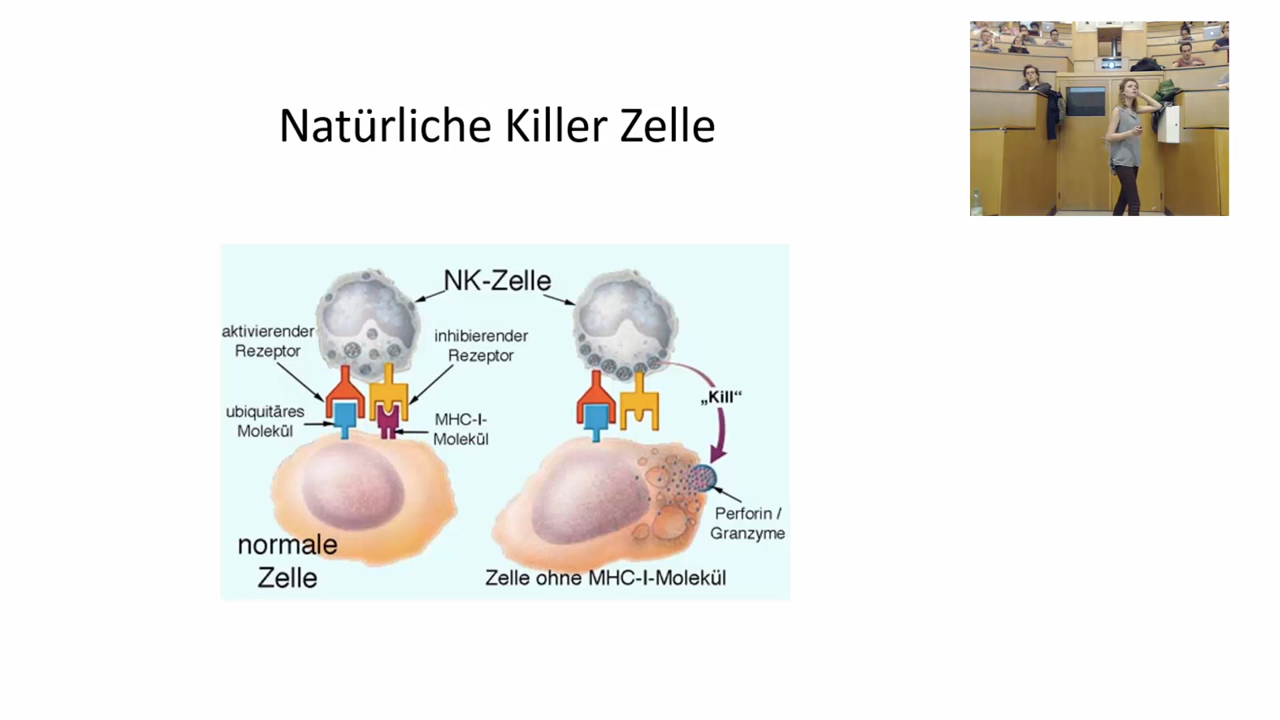 Natürliche Killer Zelle
NK-Zelle
aktivierender
Rezeptor
inhibierender
Rezeptor
ubiquitäres
Molekül
MHC-I-
Molekül
„Kill“
Perforin /
Granzyme
normale
Zelle
Zelle ohne MHC-I-Molekül